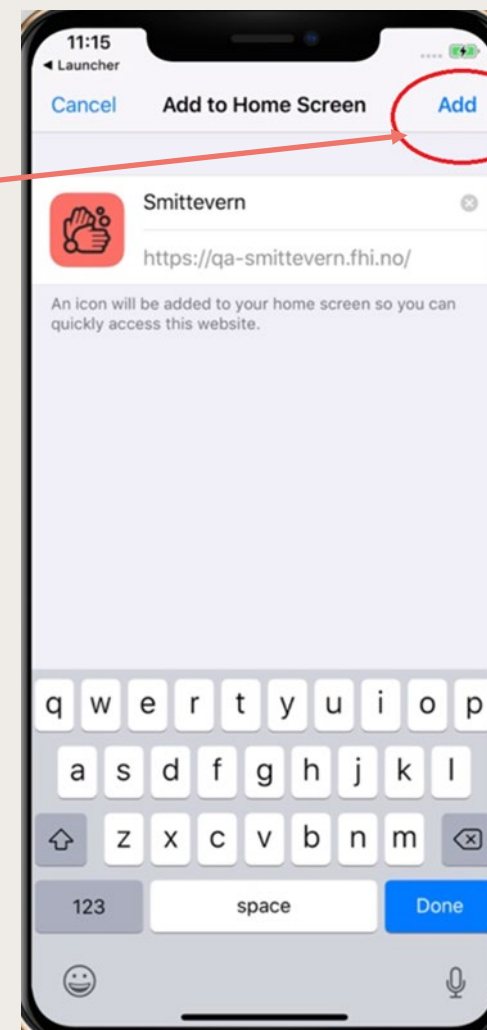 11:15
Launcher
Cancel Add to Home Screen Add
Smittevern
https://qa-smittevern.fhi.no/
An icon will be added to your home screen so you can
quickly access this website.
q w e r t y u i o p
a s d f g h j k l
z x c v b n m
123 space Done